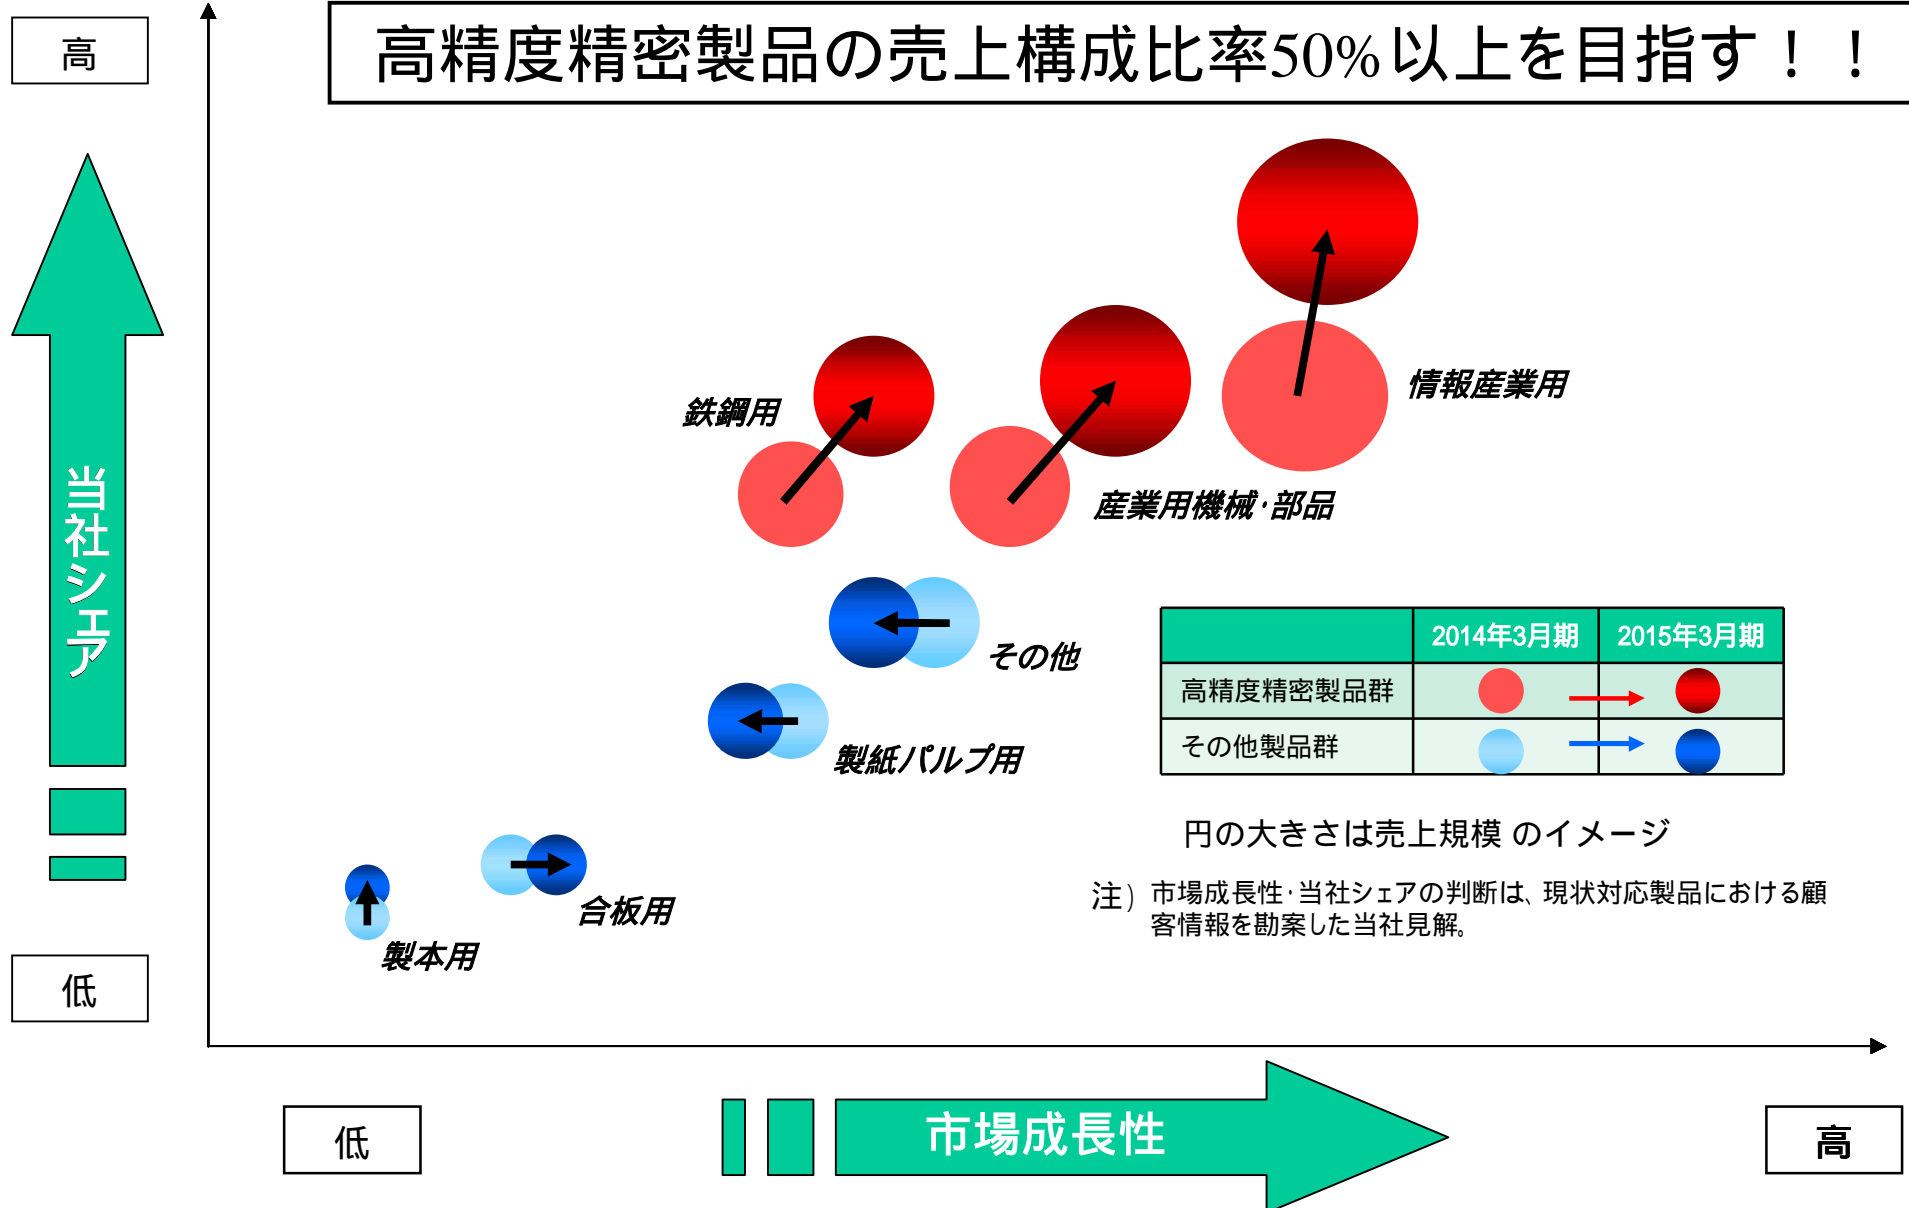 高精度精密製品の売上構成比率50%以上を目指す！！
高
当社シェア
低
情報産業用
鉄鋼用
産業用機械・部品
その他
製紙パルプ用
合板用
製本用
2014年3月期 2015年3月期
高精度精密製品群
その他製品群
円の大きさは売上規模 のイメージ
注） 市場成長性・当社シェアの判断は、現状対応製品における顧
客情報を勘案した当社見解。
低
市場成長性
高